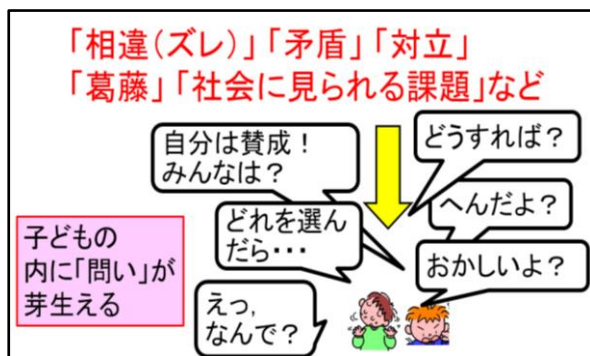 「相違(ズレ)」「矛盾」「対立」
「葛藤」「社会に見られる課題」など
自分は賛成!
みんなは?
どうすれば?
どれを選ん
だら・・・
へんだよ?
子どもの
内に「問い」が
芽生える
おかしいよ?
えっ,
なんで?